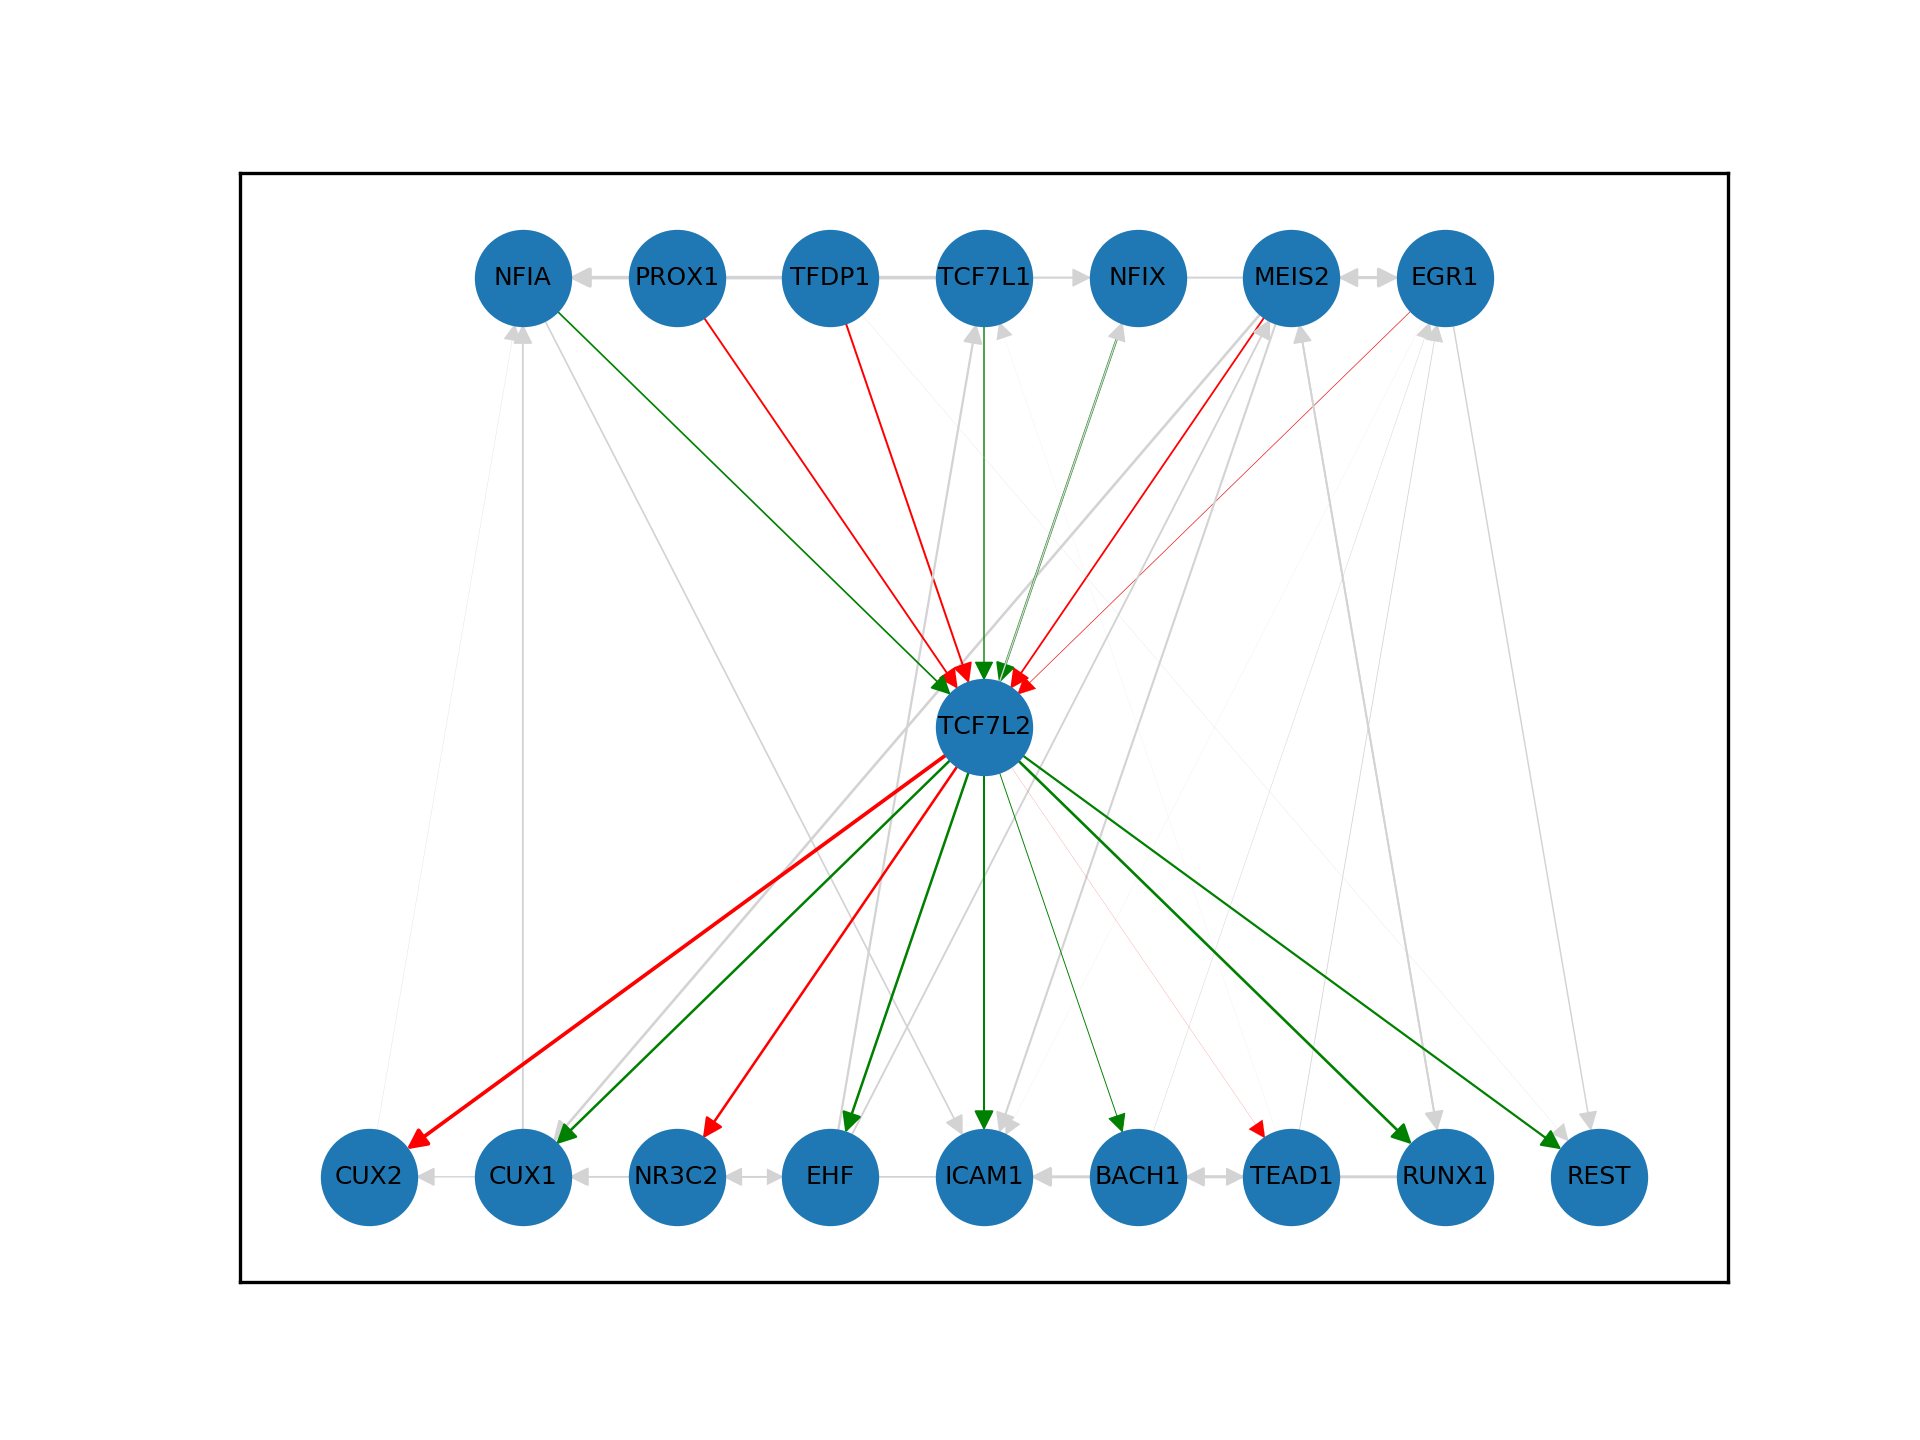 NFIA PROX1 TFDP1 TCF7L1 NFIX MEIS2 EGR1
TCF7L2
CUX2 CUX1 NR3C2 EHF ICAM1 BACH1 TEAD1 RUNX1 REST